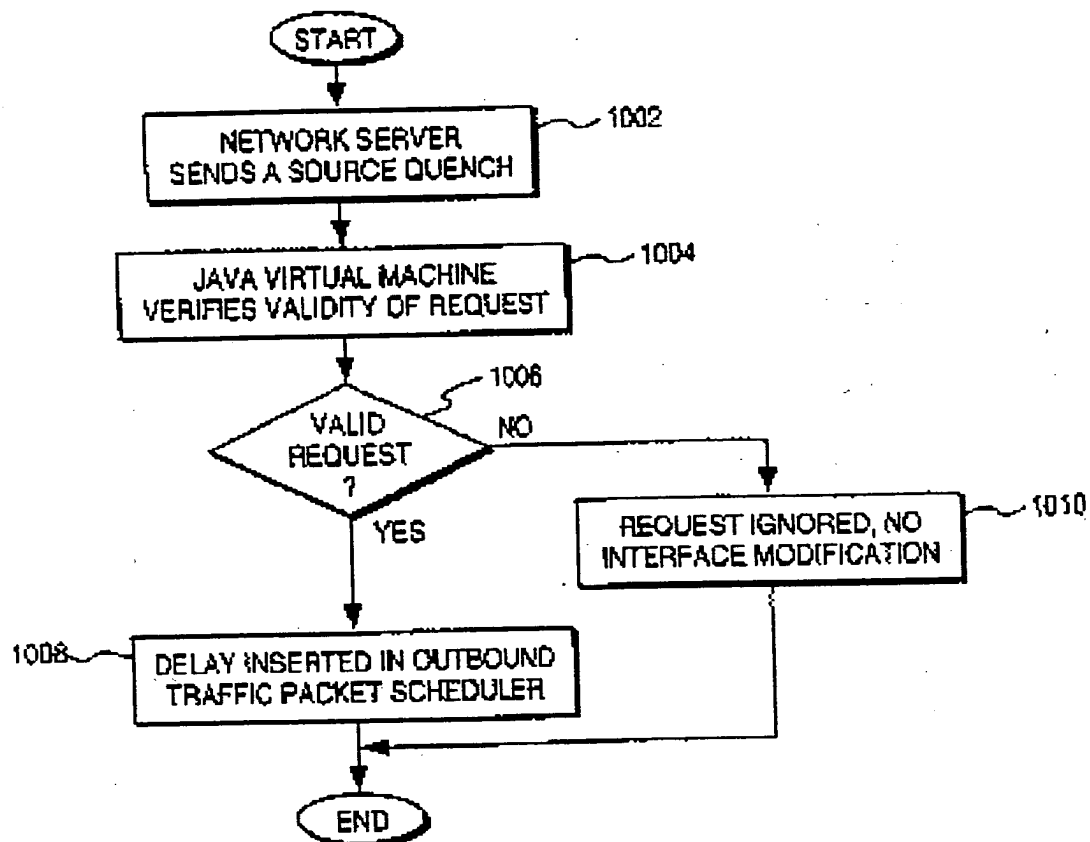 START
NETWORK SERVER
SENDS A SOURCE QUENCH
1002
JAVA VIRTUAL MACHINE
VERIFIES VALIDITY OF REQUEST
1004
VALID
REQUEST
?
1006
NO
YES
REQUEST IGNORED, NO
INTERFACE MODIFICATION
1010
1008
DELAY INSERTED IN OUTBOUND
TRAFFIC PACKET SCHEDULER
END